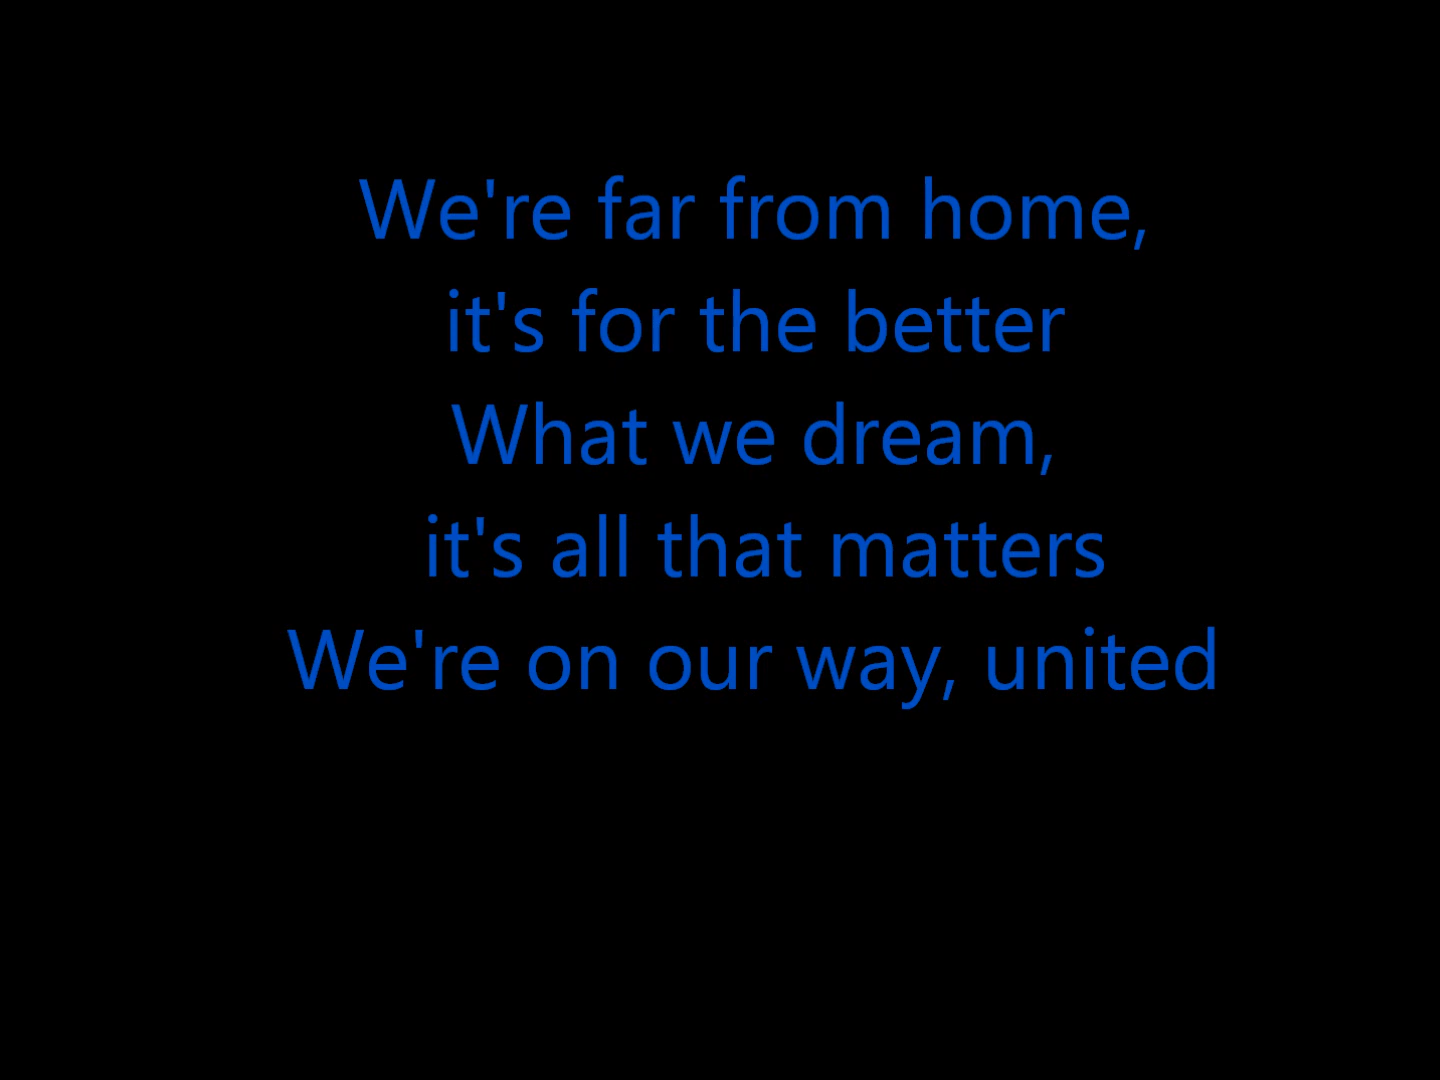 We're far from home,
it's for the better
What we dream,
it's all that matters
We're on our way, united